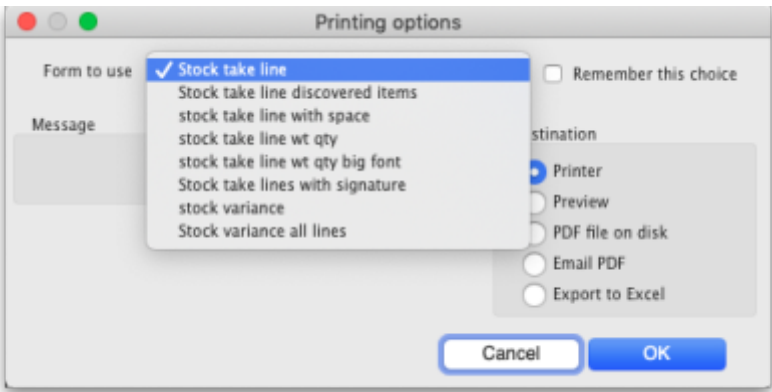 Printing options
Form to use
✓ Stock take line
Stock take line discovered items
stock take line with space
stock take line wt qty
stock take line wt qty big font
Stock take lines with signature
stock variance
Stock variance all lines
Remember this choice
Message
stination
Printer
Preview
PDF file on disk
Email PDF
Export to Excel
Cancel
OK